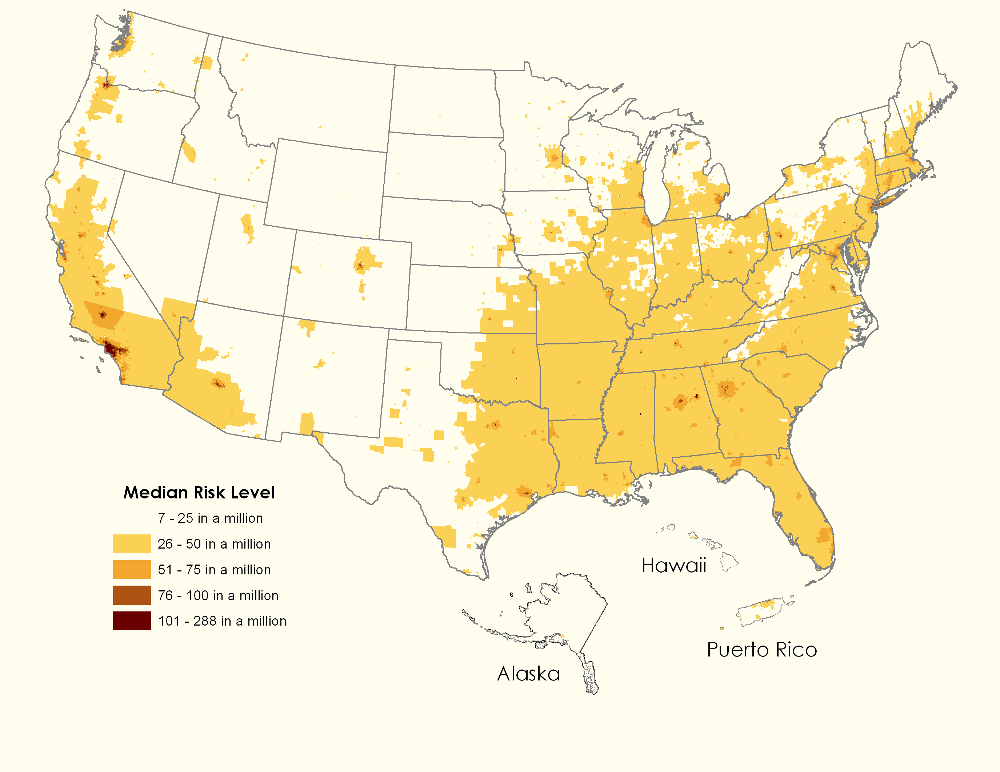 Median Risk Level
7 - 25 in a million
26 - 50 in a million
51 - 75 in a million
76 - 100 in a million
101 - 288 in a million
Hawaii
Alaska
Puerto Rico